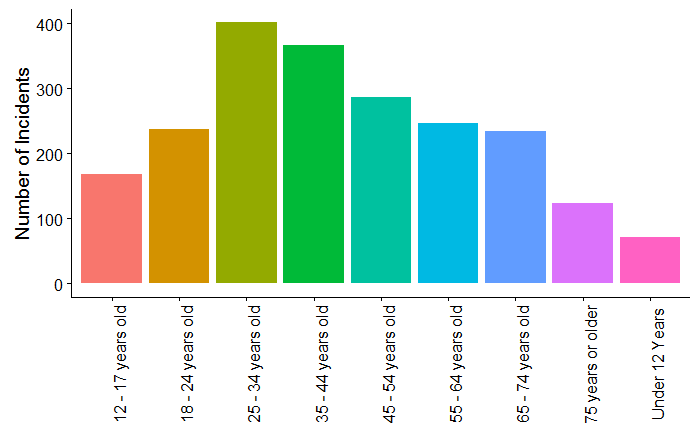 Number of Incidents
400
300
200
100
0
12 - 17 years old
18 - 24 years old
25 - 34 years old
35 - 44 years old
45 - 54 years old
55 - 64 years old
65 - 74 years old
75 years or older
Under 12 Years